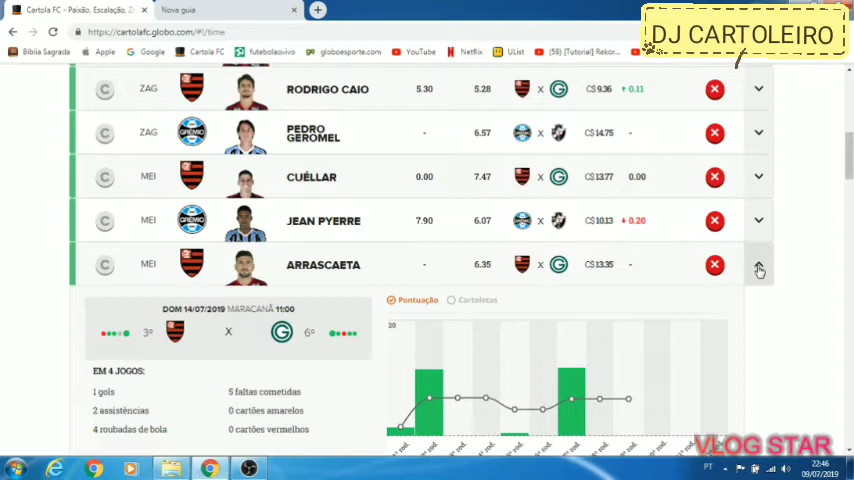 Cartola FC - Paixão, Escalação, Z
Nova guia
DJ CARTOLEIRO
https://cartolafc.globo.com/#!/time
Bíblia Sagrada
Apple
Google
Cartola FC
futebolaovivo
globoesporte.com
YouTube
Netflix
UList
(58) [Tutorial] Rekor...
ZAG RODRIGO CAIO 5.30 5.28 X C$ 9.36 0.11
ZAG PEDRO GEROMEL - 6.57 X C$ 14.75 -
MEI CUÉLLAR 0.00 7.47 X C$ 13.77 0.00
MEI JEAN PYERRE 7.90 6.07 X C$ 10.13 0.20
MEI ARRASCAETA - 6.35 X C$ 13.35 -
DOM 14/07/2019 MARACANÃ 11:00
3º X 6º
Pontuação Cartoletas
20
EM 4 JOGOS:
1 gols
5 faltas cometidas
2 assistências
0 cartões amarelos
4 roubadas de bola
0 cartões vermelhos
VLOG STAR
PT
22:46
09/07/2019